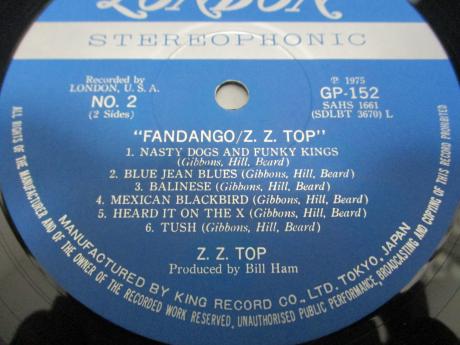 LONDON
STEREOPHONIC
Recorded by
LONDON, U.S.A.
NO. 2
(2 Sides)
℗ 1975
GP-152
SAHS 1661
(SDLBT 3670) L
"FANDANGO/Z. Z. TOP"
1. NASTY DOGS AND FUNKY KINGS
(Gibbons, Hill, Beard)
2. BLUE JEAN BLUES (Gibbons, Hill, Beard)
3. BALINESE (Gibbons, Hill, Beard)
4. MEXICAN BLACKBIRD (Gibbons, Hill, Beard)
5. HEARD IT ON THE X (Gibbons, Hill, Beard)
6. TUSH (Gibbons, Hill, Beard)
Z. Z. TOP
Produced by Bill Ham
MANUFACTURED BY KING RECORD CO., LTD. TOKYO, JAPAN
ALL RIGHTS OF THE MANUFACTURER AND OF THE OWNER OF THE RECORDED WORK RESERVED, UNAUTHORISED PUBLIC PERFORMANCE, BROADCASTING AND COPYING OF THIS RECORD PROHIBITED